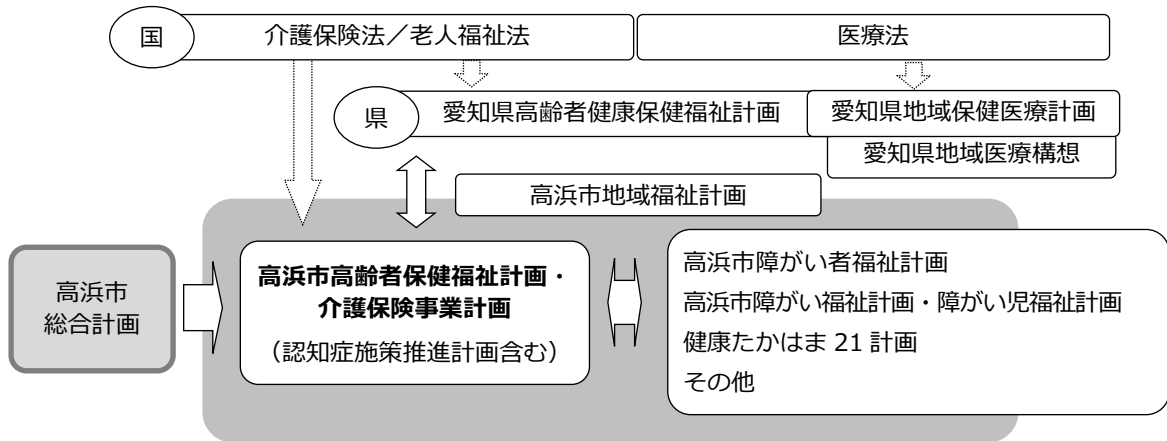 国
介護保険法／老人福祉法
医療法
県
愛知県高齢者健康保健福祉計画
愛知県地域保健医療計画
愛知県地域医療構想
高浜市地域福祉計画
高浜市
総合計画
高浜市高齢者保健福祉計画・
介護保険事業計画
（認知症施策推進計画含む）
高浜市障がい者福祉計画
高浜市障がい福祉計画・障がい児福祉計画
健康たかはま 21 計画
その他